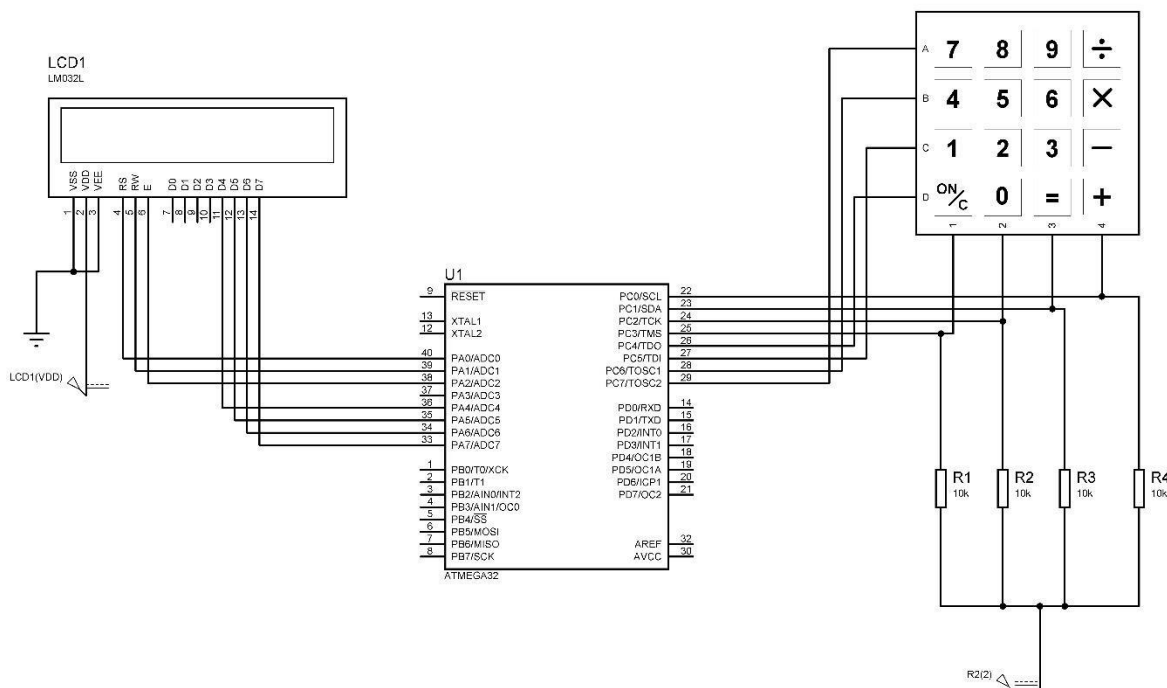 LCD1
LM032L
VSS VDD VEE RS RW E D0 D1 D2 D3 D4 D5 D6 D7
1 2 3 4 5 6 7 8 9 10 11 12 13 14
LCD1(VDD)
U1
9 RESET PC0/SCL 22
PC1/SDA 23
13 XTAL1 PC2/TCK 24
12 XTAL2 PC3/TMS 25
PC4/TDO 26
40 PA0/ADC0 PC5/TDI 27
39 PA1/ADC1 PC6/TOSC1 28
38 PA2/ADC2 PC7/TOSC2 29
37 PA3/ADC3
36 PA4/ADC4 PD0/RXD 14
35 PA5/ADC5 PD1/TXD 15
34 PA6/ADC6 PD2/INT0 16
33 PA7/ADC7 PD3/INT1 17
PD4/OC1B 18
1 PB0/T0/XCK PD5/OC1A 19
2 PB1/T1 PD6/ICP1 20
3 PB2/AIN0/INT2 PD7/OC2 21
4 PB3/AIN1/OC0
5 PB4/SS
6 PB5/MOSI
7 PB6/MISO AREF 32
8 PB7/SCK AVCC 30
ATMEGA32
A 7 8 9 ÷
B 4 5 6 ×
C 1 2 3 −
D ON/C 0 = +
1 2 3 4
R1 R2 R3 R4
10k 10k 10k 10k
R2(2)